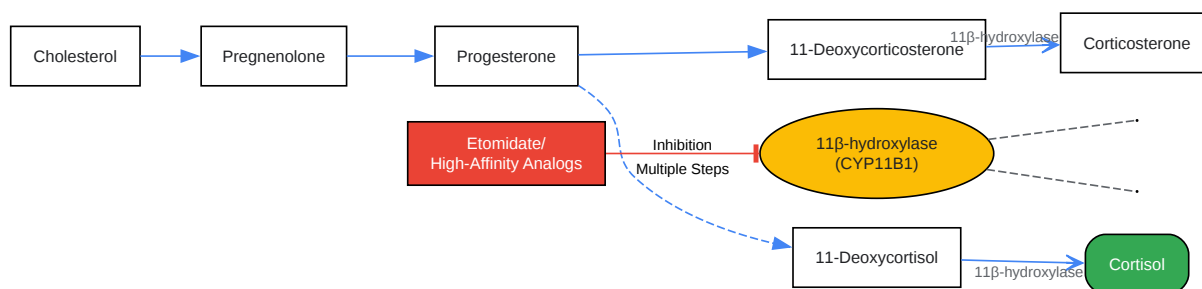 Cholesterol
Pregnenolone
Progesterone
11-Deoxycorticosterone
11β-hydroxylase
Corticosterone
Etomidate/
High-Affinity Analogs
Inhibition
Multiple Steps
11β-hydroxylase
(CYP11B1)
11-Deoxycortisol
11β-hydroxylase
Cortisol